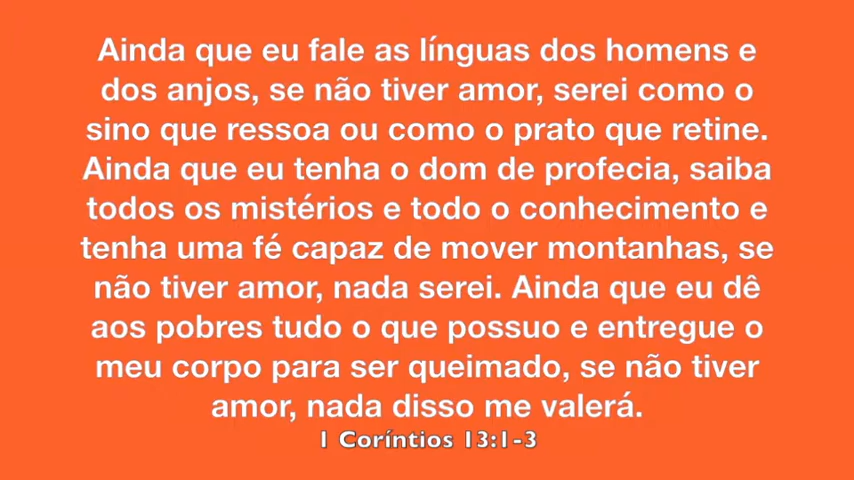 Ainda que eu fale as línguas dos homens e
dos anjos, se não tiver amor, serei como o
sino que ressoa ou como o prato que retine.
Ainda que eu tenha o dom de profecia, saiba
todos os mistérios e todo o conhecimento e
tenha uma fé capaz de mover montanhas, se
não tiver amor, nada serei. Ainda que eu dê
aos pobres tudo o que possuo e entregue o
meu corpo para ser queimado, se não tiver
amor, nada disso me valerá.
1 Coríntios 13:1-3